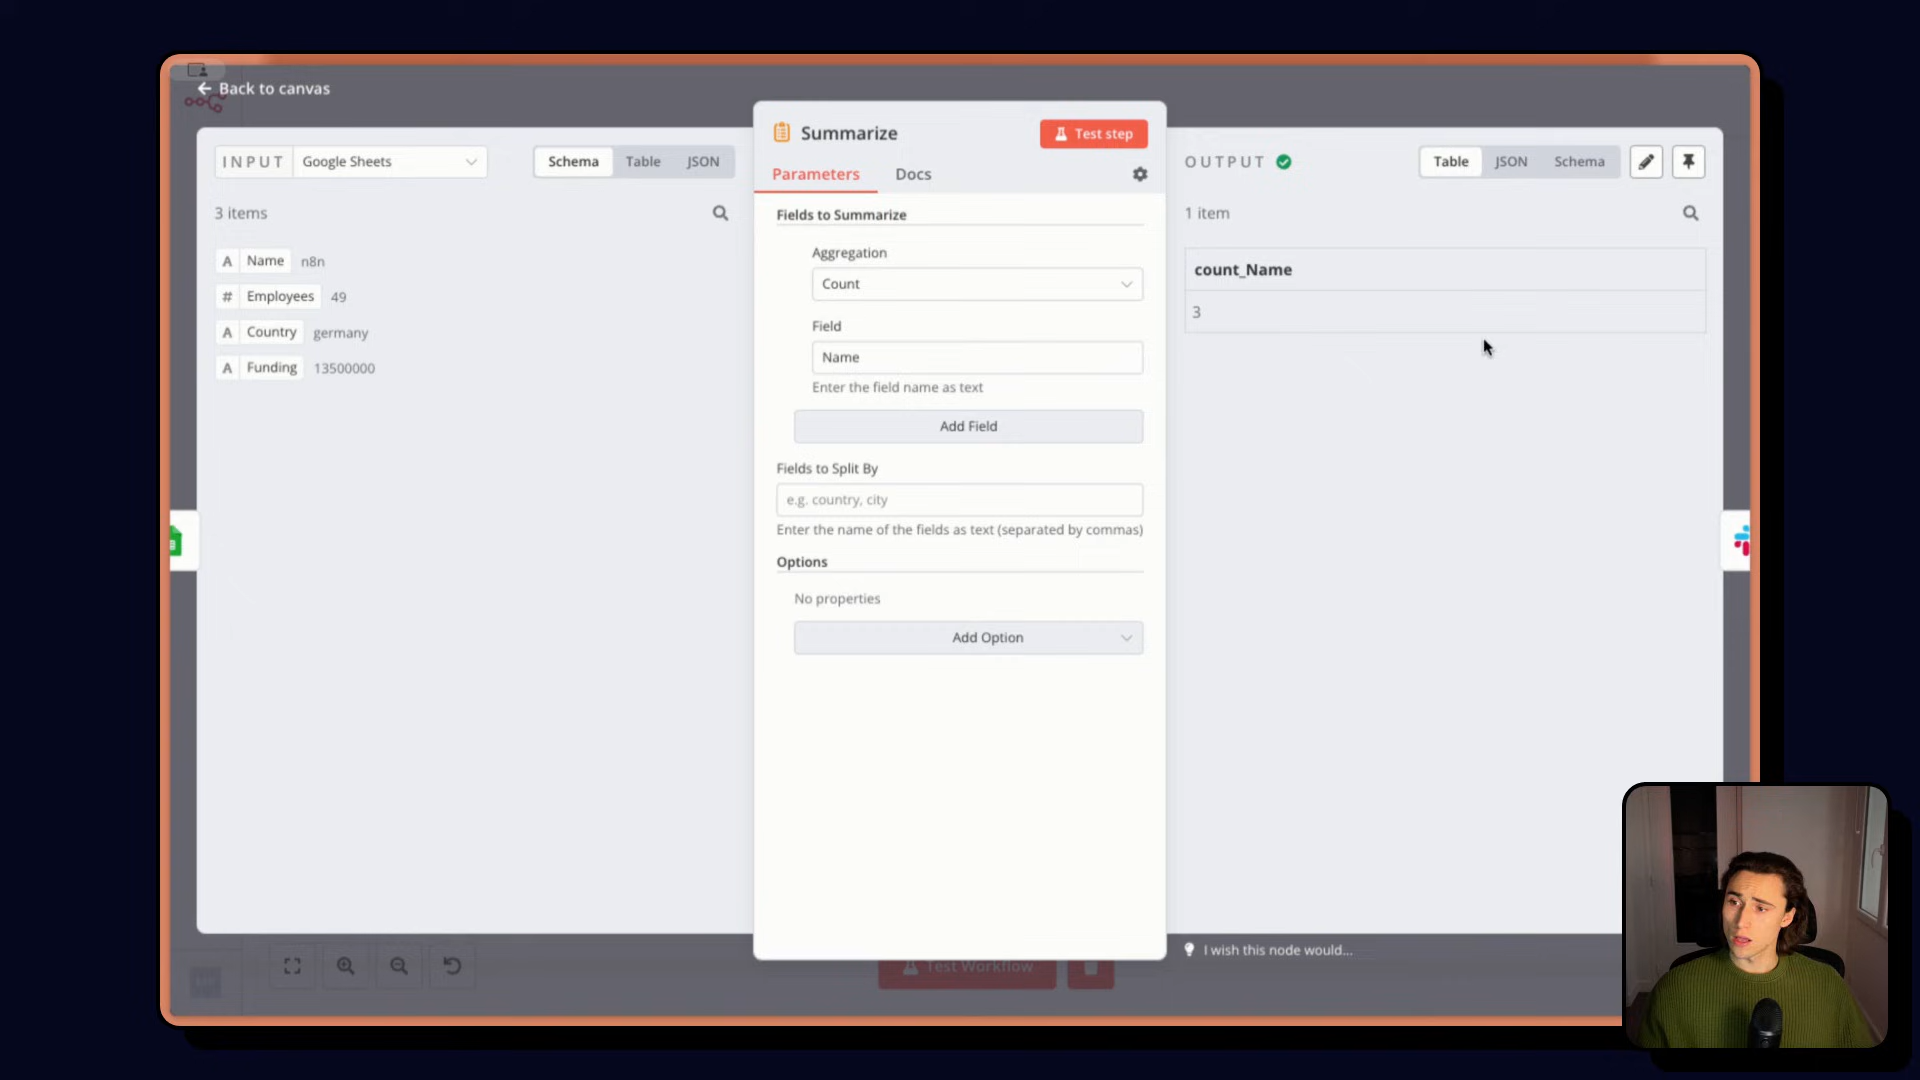 Back to canvas
INPUT Google Sheets
Schema Table JSON
3 items
A Name n8n
# Employees 49
A Country germany
A Funding 13500000
Summarize
Test step
Parameters Docs
Fields to Summarize
Aggregation
Count
Field
Name
Enter the field name as text
Add Field
Fields to Split By
e.g. country, city
Enter the name of the fields as text (separated by commas)
Options
No properties
Add Option
OUTPUT
Table JSON Schema
1 item
count_Name
3
I wish this node would...
Test Workflow